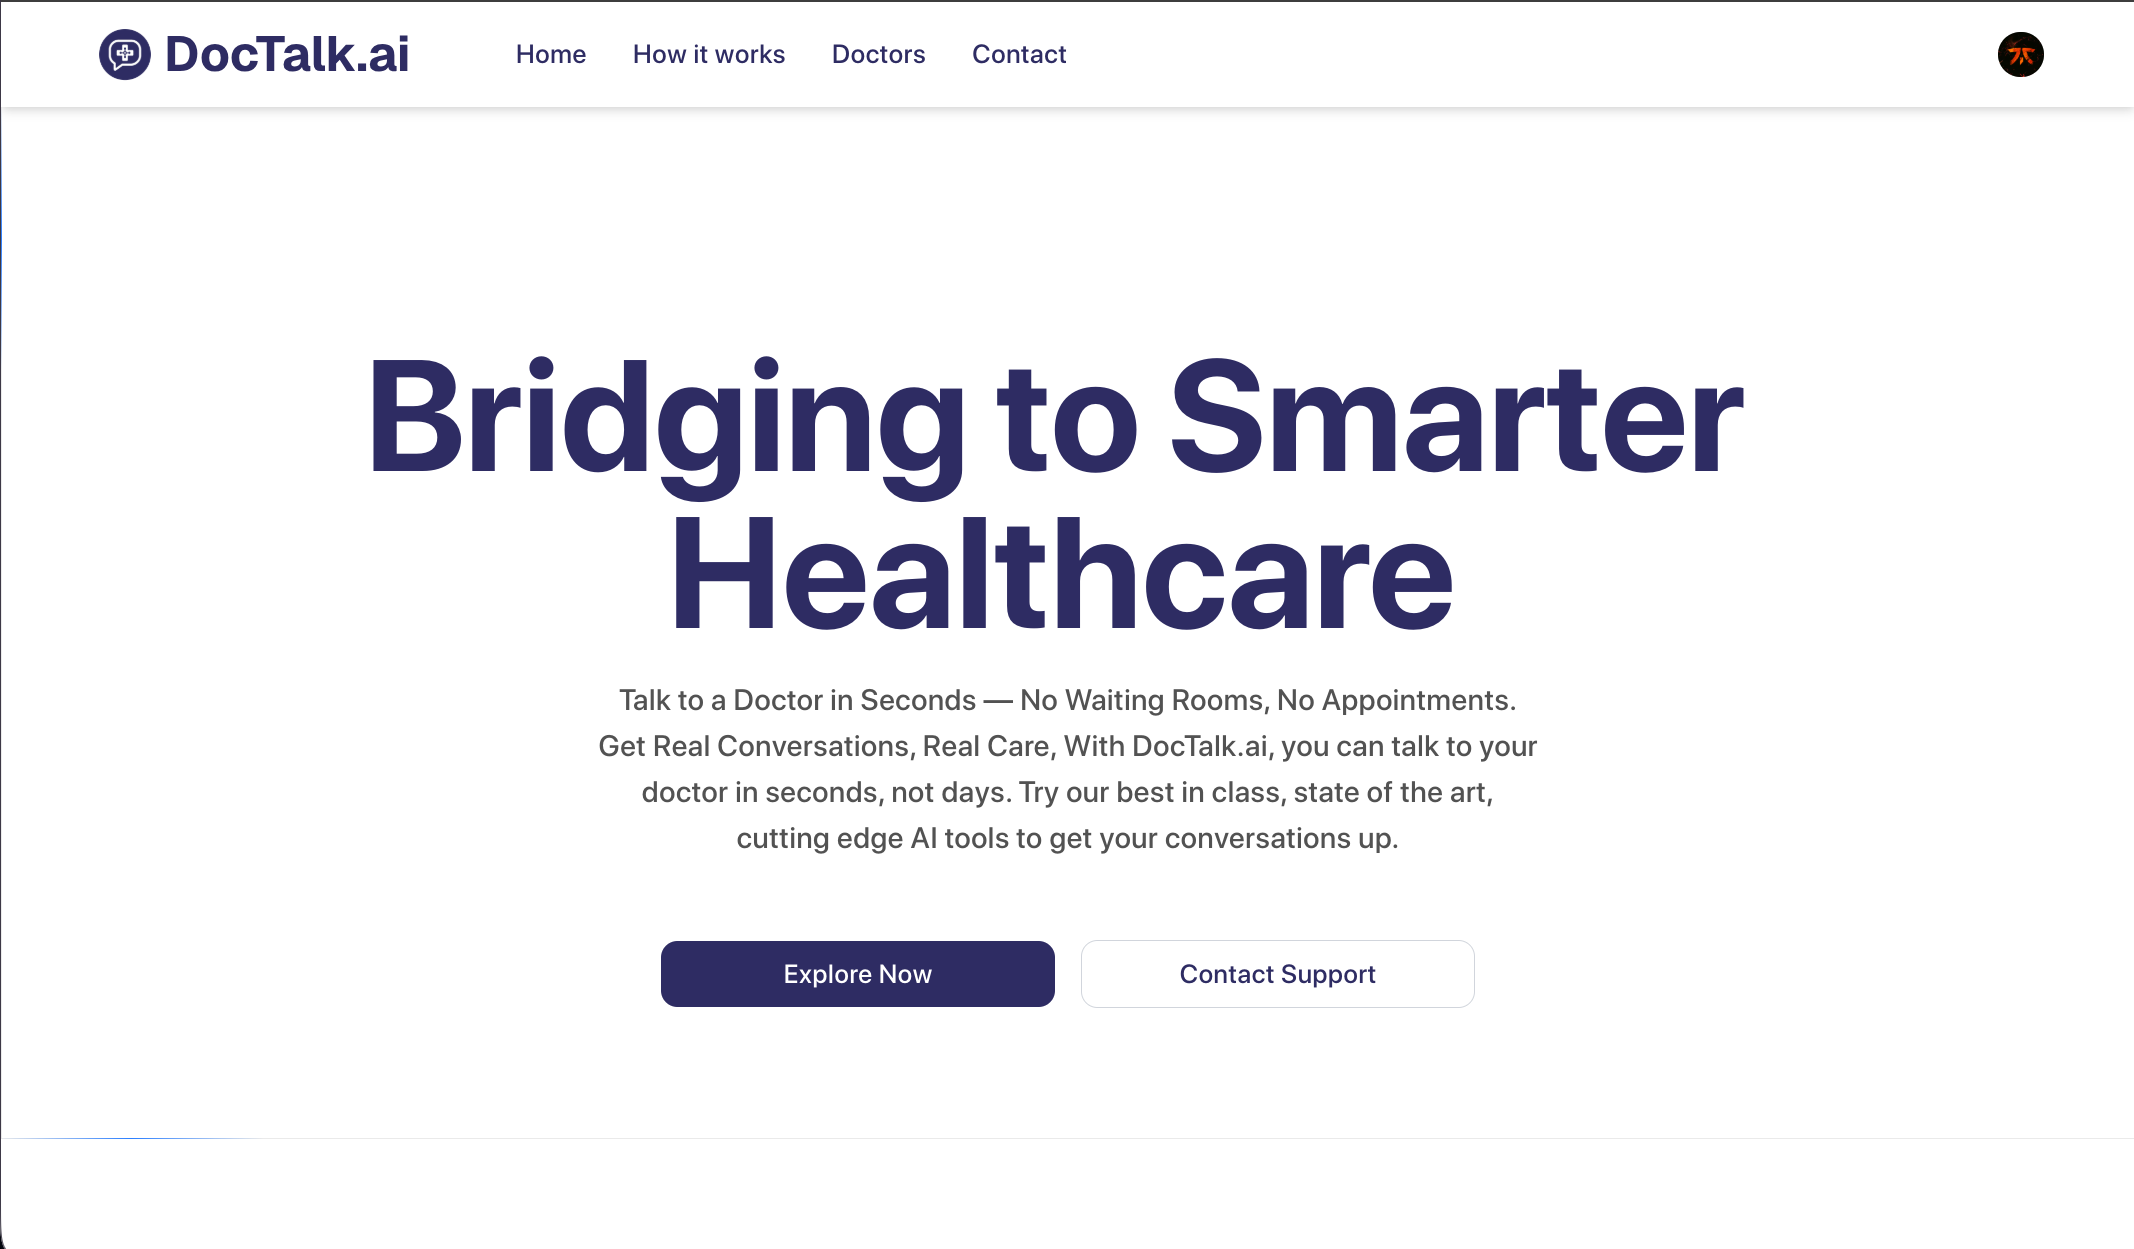 DocTalk.ai
Home
How it works
Doctors
Contact
Bridging to Smarter
Healthcare
Talk to a Doctor in Seconds — No Waiting Rooms, No Appointments.
Get Real Conversations, Real Care, With DocTalk.ai, you can talk to your
doctor in seconds, not days. Try our best in class, state of the art,
cutting edge AI tools to get your conversations up.
Explore Now
Contact Support